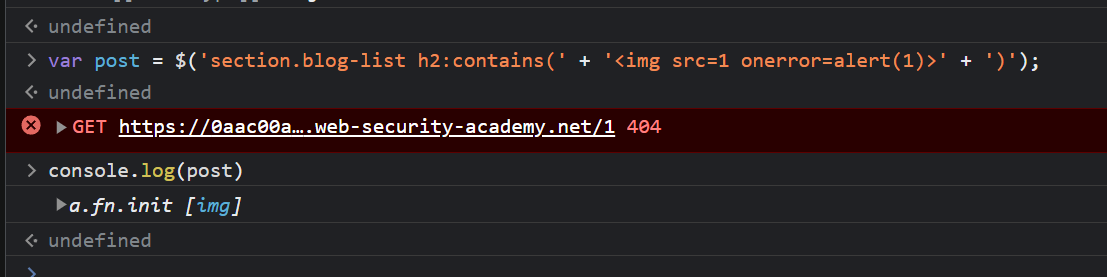 undefined
var post = $('section.blog-list h2:contains(' + '<img src=1 onerror=alert(1)>' + ')');
undefined
GET https://0aac00a….web-security-academy.net/1 404
console.log(post)
a.fn.init [img]
undefined